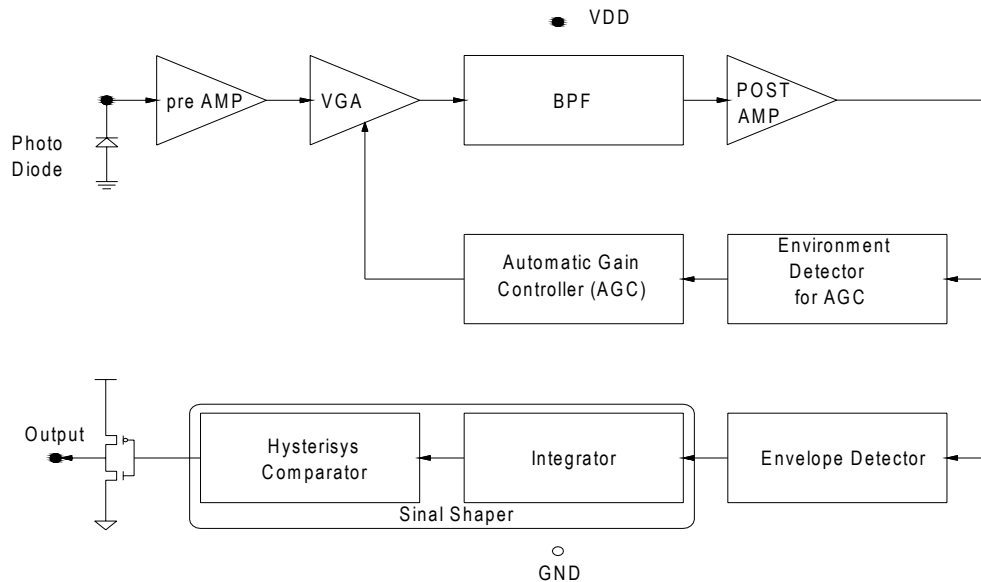 VDD
pre AMP
VGA
BPF
POST
AMP
Photo
Diode
Automatic Gain
Controller (AGC)
Environment
Detector
for AGC
Output
Hysterisys
Comparator
Integrator
Envelope Detector
Sinal Shaper
GND